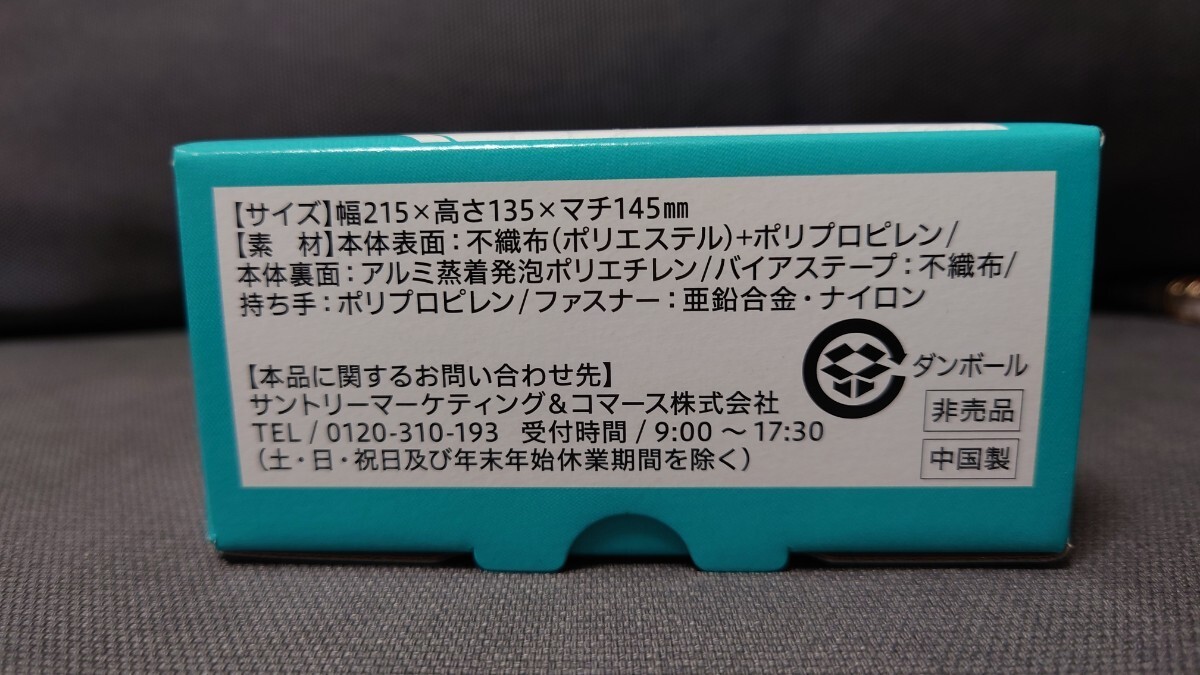 【サイズ】幅215×高さ135×マチ145㎜
【素　材】本体表面：不織布(ポリエステル)+ポリプロピレン/
本体裏面：アルミ蒸着発泡ポリエチレン/バイアステープ：不織布/
持ち手：ポリプロピレン/ファスナー：亜鉛合金・ナイロン
【本品に関するお問い合わせ先】
サントリーマーケティング&コマース株式会社
TEL / 0120-310-193　受付時間 / 9:00 ～ 17:30
(土・日・祝日及び年末年始休業期間を除く)
ダンボール
非売品
中国製